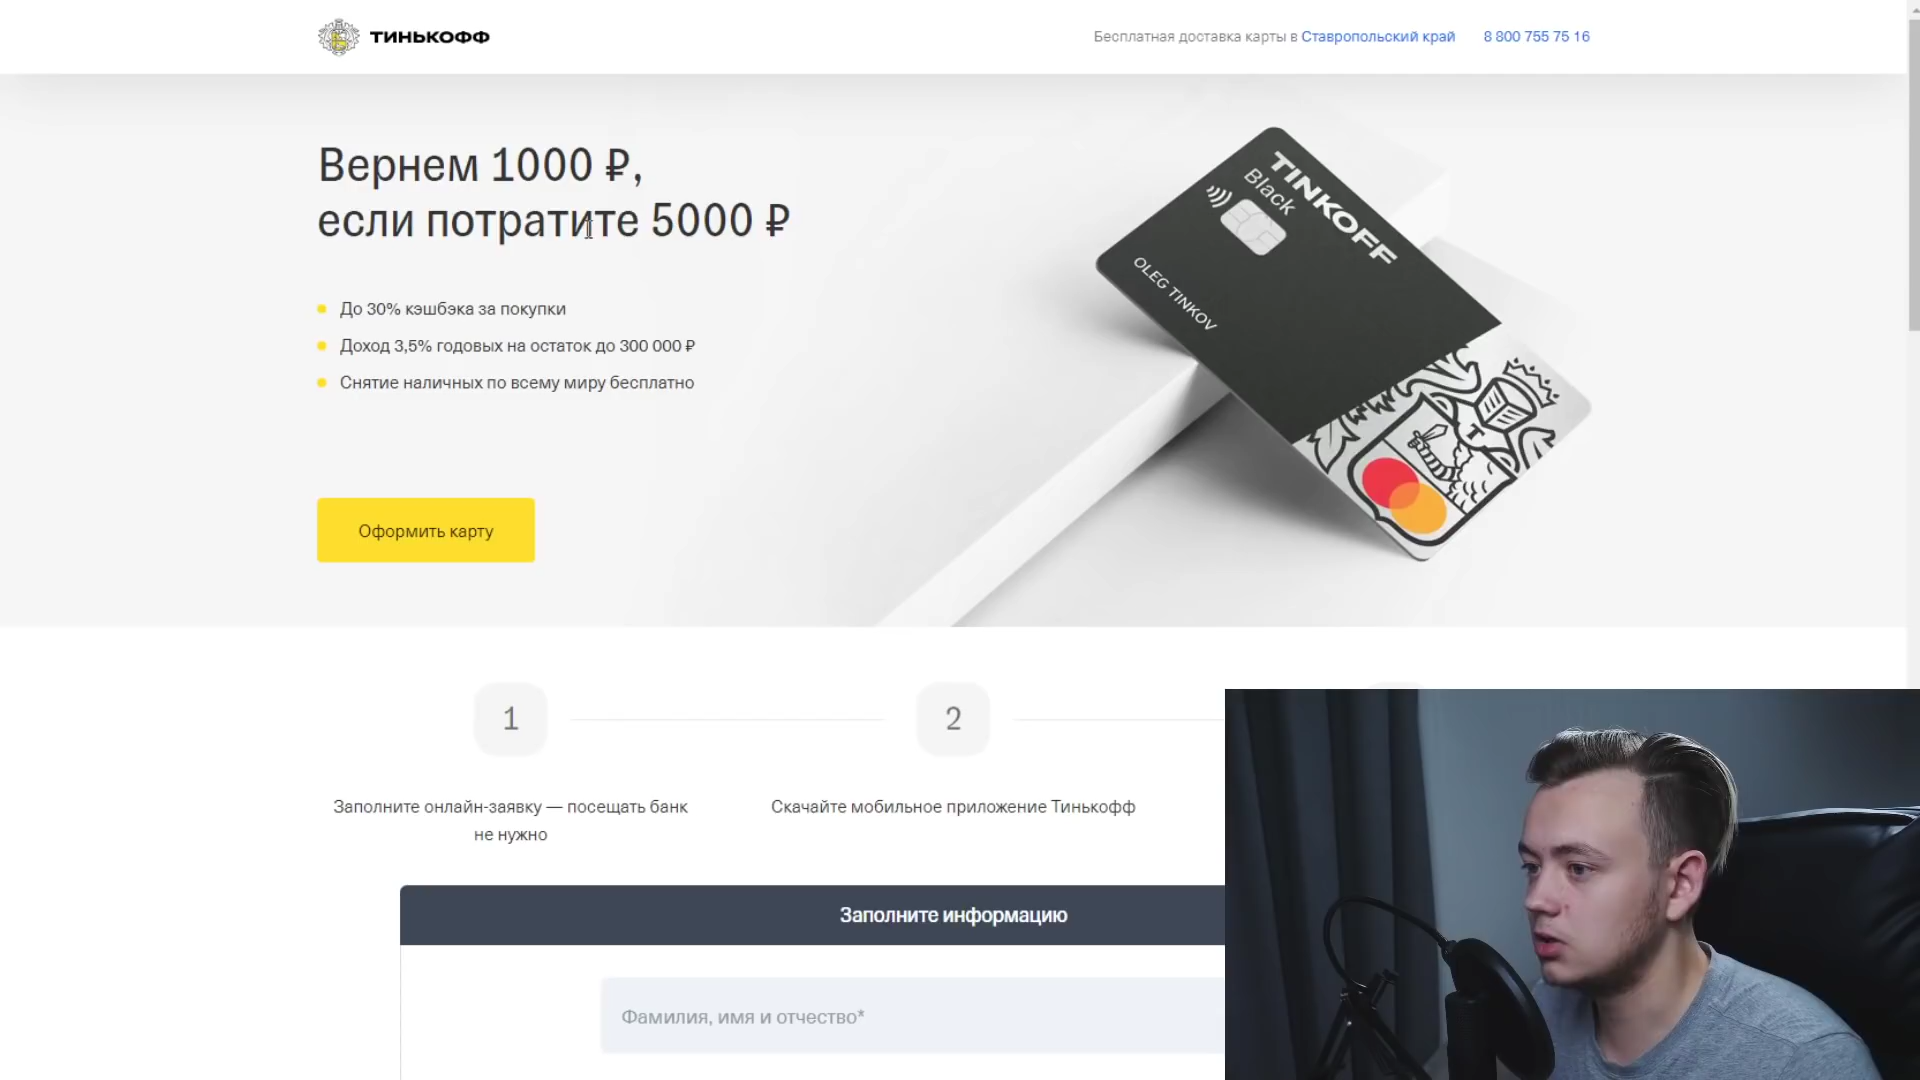 ТИНЬКОФФ
Бесплатная доставка карты в Ставропольский край
8 800 755 75 16
Вернем 1000 ₽,
если потратите 5000 ₽
До 30% кэшбэка за покупки
Доход 3,5% годовых на остаток до 300 000 ₽
Снятие наличных по всему миру бесплатно
Оформить карту
TINKOFF
Black
OLEG TINKOV
T
1
2
Заполните онлайн-заявку — посещать банк
не нужно
Скачайте мобильное приложение Тинькофф
Заполните информацию
Фамилия, имя и отчество*